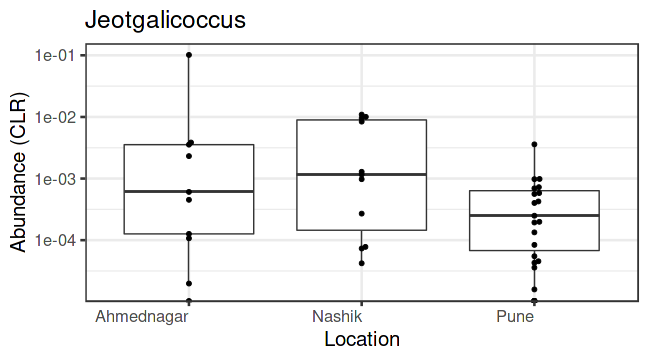 Jeotgalicoccus
Abundance (CLR)
1e-01
1e-02
1e-03
1e-04
Ahmednagar Nashik Pune
Location